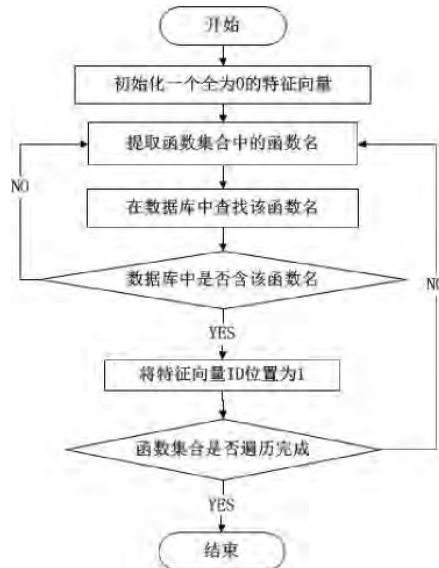 开始
初始化一个全为0的特征向量
提取函数集合中的函数名
NO
在数据库中查找该函数名
数据库中是否含该函数名
NO
YES
将特征向量ID位置为1
函数集合是否遍历完成
YES
结束